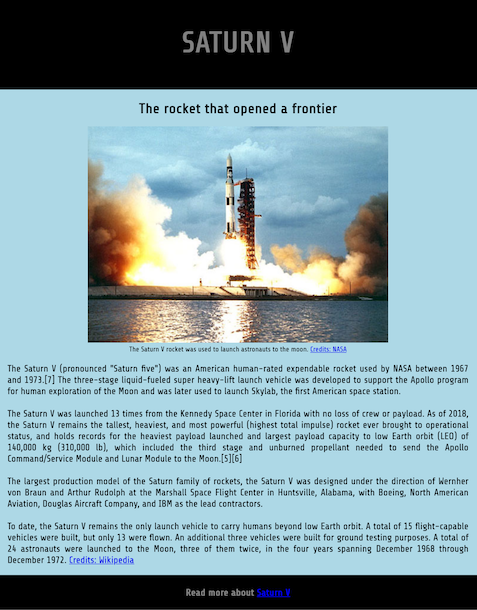 SATURN V
The rocket that opened a frontier
The Saturn V rocket was used to launch astronauts to the moon. Credits: NASA
The Saturn V (pronounced "Saturn five") was an American human-rated expendable rocket used by NASA between 1967
and 1973.[7] The three-stage liquid-fueled super heavy-lift launch vehicle was developed to support the Apollo program
for human exploration of the Moon and was later used to launch Skylab, the first American space station.
The Saturn V was launched 13 times from the Kennedy Space Center in Florida with no loss of crew or payload. As of 2018,
the Saturn V remains the tallest, heaviest, and most powerful (highest total impulse) rocket ever brought to operational
status, and holds records for the heaviest payload launched and largest payload capacity to low Earth orbit (LEO) of
140,000 kg (310,000 lb), which included the third stage and unburned propellant needed to send the Apollo
Command/Service Module and Lunar Module to the Moon.[5][6]
The largest production model of the Saturn family of rockets, the Saturn V was designed under the direction of Wernher
von Braun and Arthur Rudolph at the Marshall Space Flight Center in Huntsville, Alabama, with Boeing, North American
Aviation, Douglas Aircraft Company, and IBM as the lead contractors.
To date, the Saturn V remains the only launch vehicle to carry humans beyond low Earth orbit. A total of 15 flight-capable
vehicles were built, but only 13 were flown. An additional three vehicles were built for ground testing purposes. A total of
24 astronauts were launched to the Moon, three of them twice, in the four years spanning December 1968 through
December 1972. Credits: Wikipedia
Read more about Saturn V